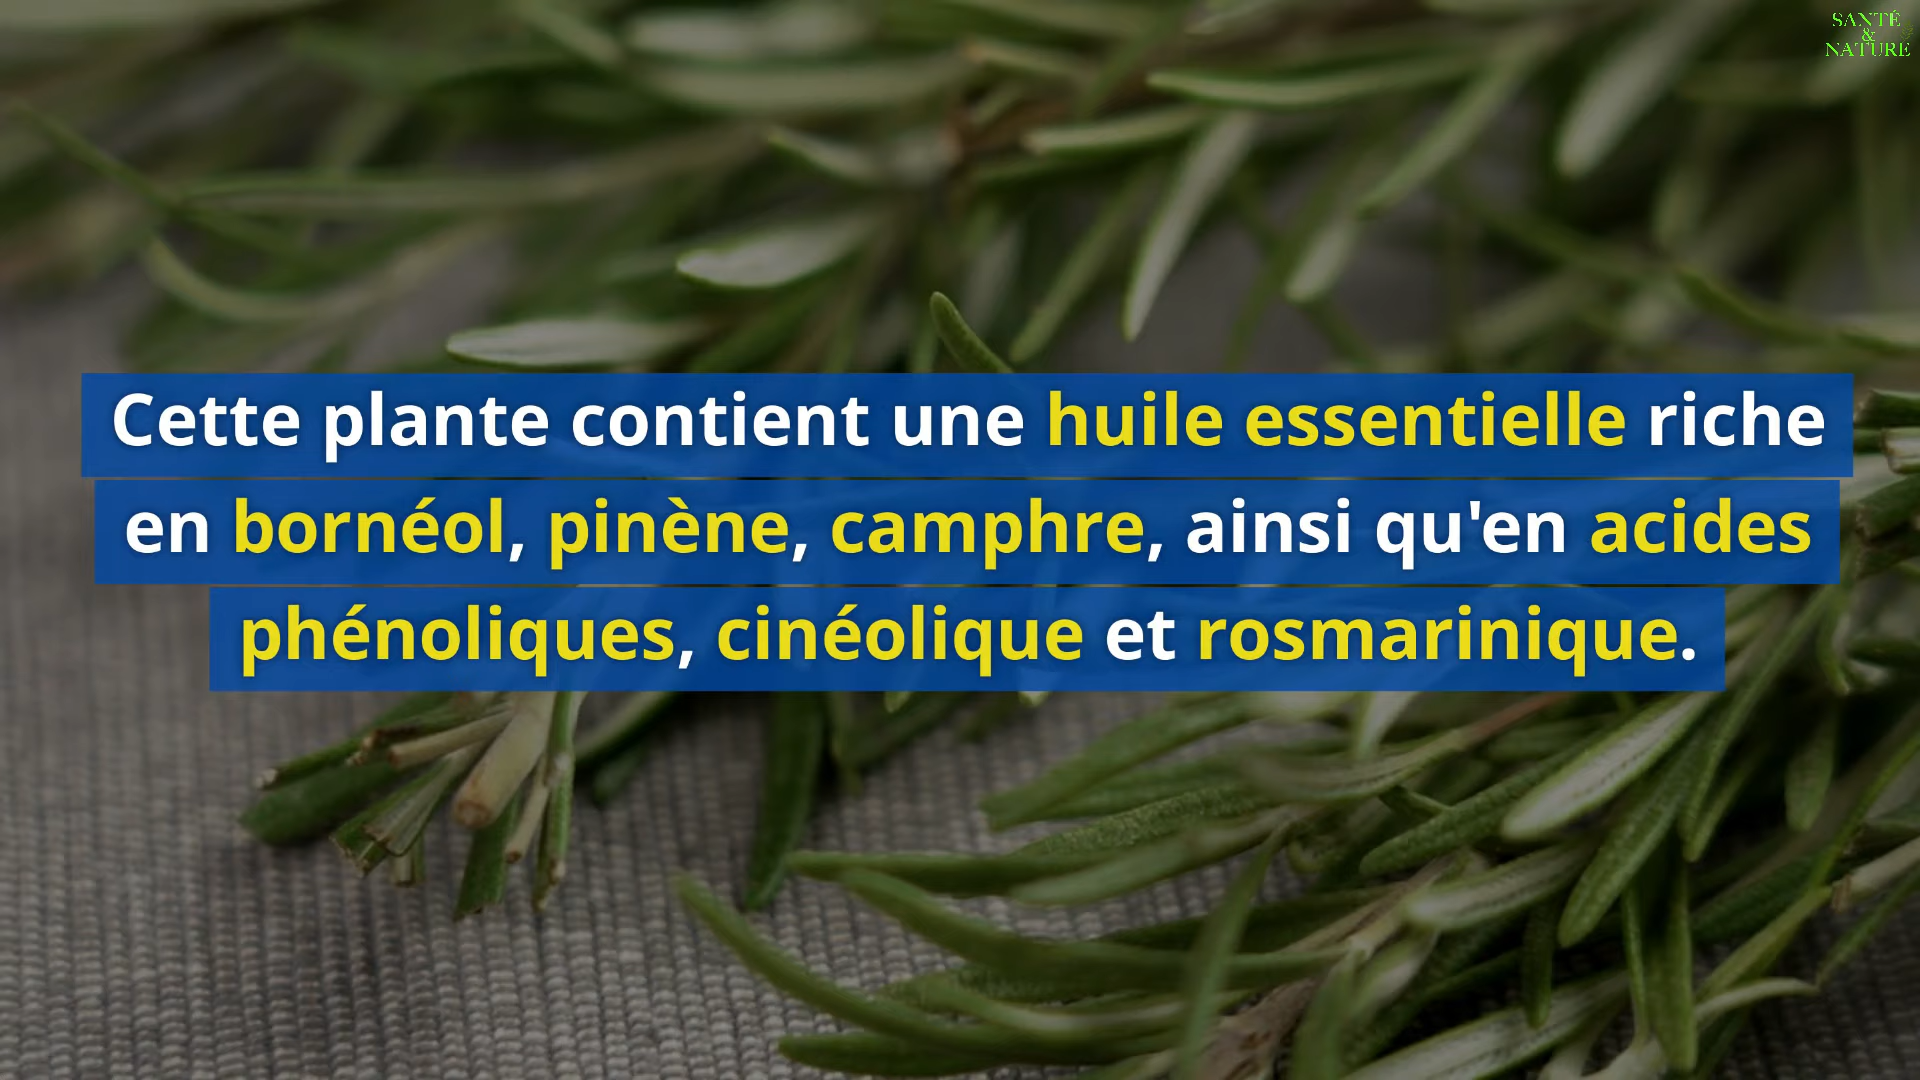 SANTÉ
&
NATURE
Cette plante contient une huile essentielle riche
en bornéol, pinène, camphre, ainsi qu'en acides
phénoliques, cinéolique et rosmarinique.